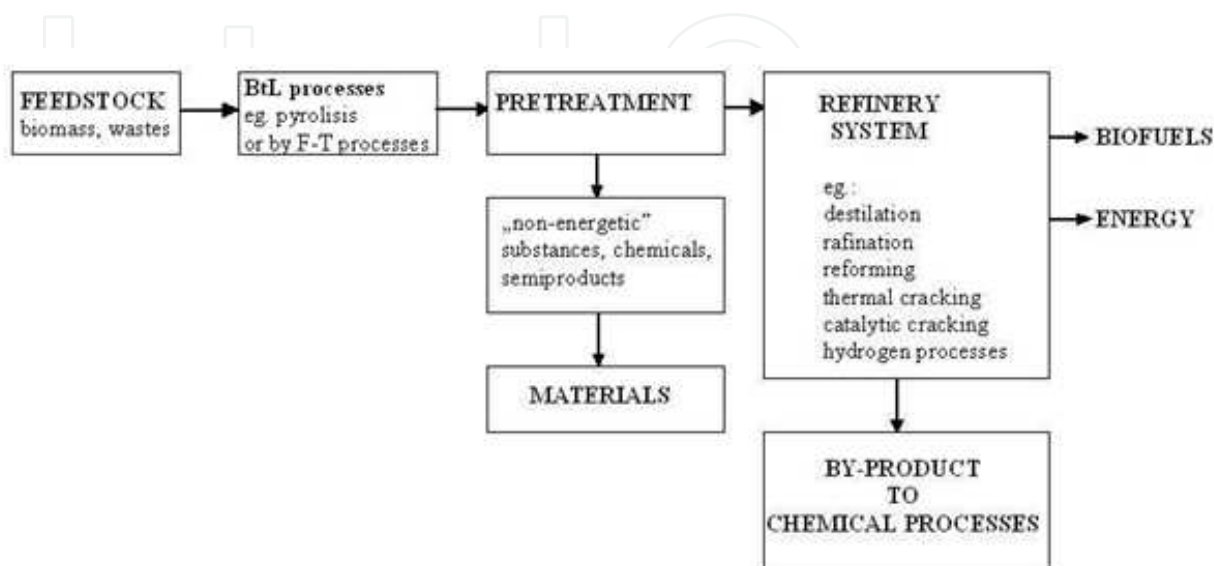 FEEDSTOCK
biomass, wastes
BtL processes
eg. pyrolisis
or by F-T processes
PRETREATMENT
„non-energetic”
substances, chemicals,
semiproducts
MATERIALS
REFINERY
SYSTEM
eg.:
destilation
rafination
reforming
thermal cracking
catalytic cracking
hydrogen processes
BIOFUELS
ENERGY
BY-PRODUCT
TO
CHEMICAL PROCESSES